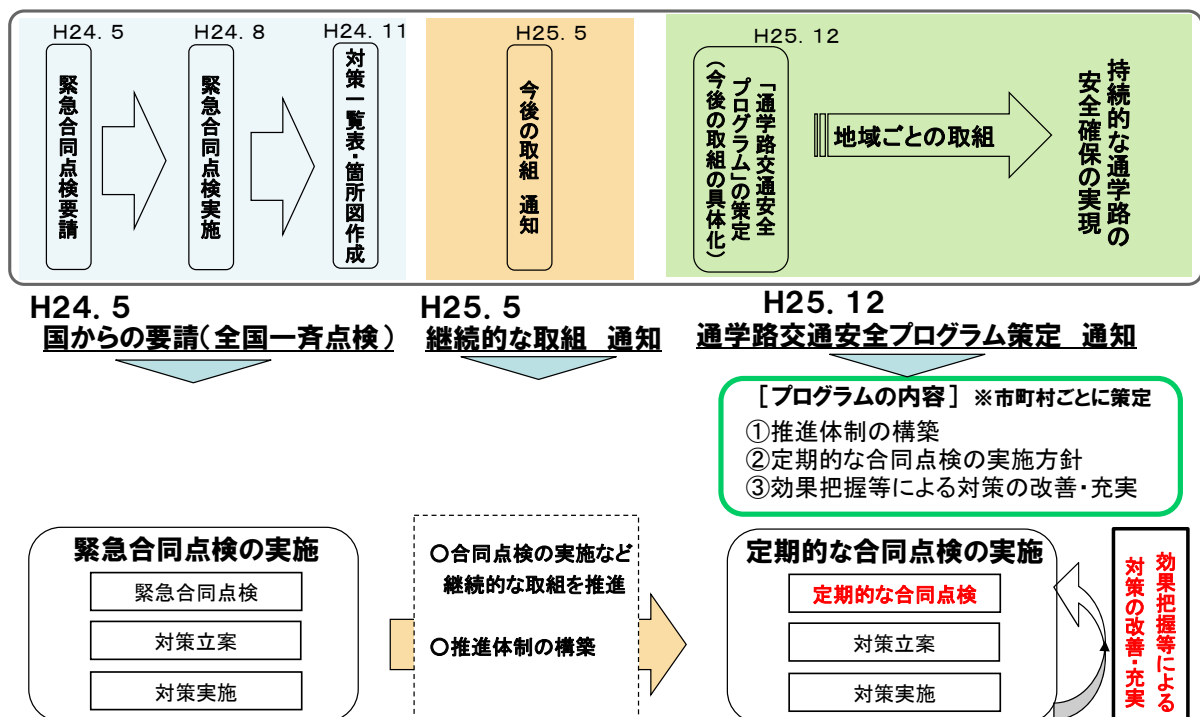 H24. 5
H24. 8
H24. 11
H25. 5
H25. 12
緊急合同点検要請
緊急合同点検実施
対策一覧表・箇所図作成
今後の取組 通知
「通学路交通安全
プログラム」の策定
(今後の取組の具体化)
地域ごとの取組
持続的な通学路の
安全確保の実現
H24. 5
国からの要請(全国一斉点検)
H25. 5
継続的な取組 通知
H25. 12
通学路交通安全プログラム策定 通知
[プログラムの内容] ※市町村ごとに策定
①推進体制の構築
②定期的な合同点検の実施方針
③効果把握等による対策の改善・充実
緊急合同点検の実施
緊急合同点検
対策立案
対策実施
○合同点検の実施など
継続的な取組を推進
○推進体制の構築
定期的な合同点検の実施
定期的な合同点検
対策立案
対策実施
効果把握等による
対策の改善・充実